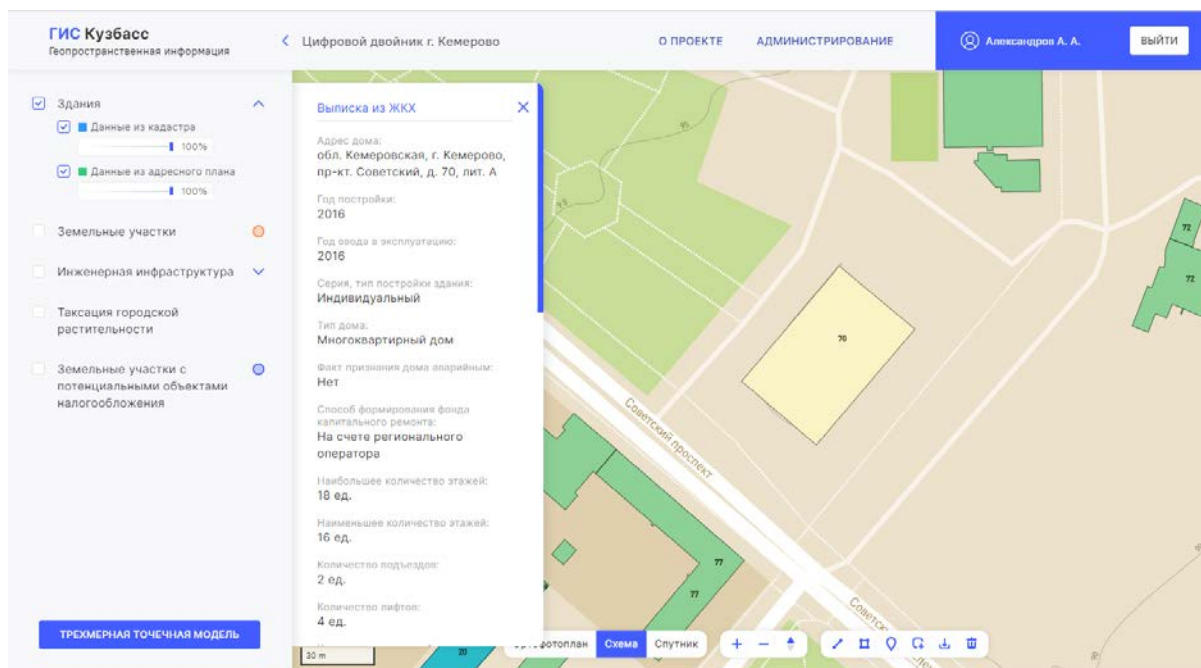 ГИС Кузбасс
Геопространственная информация
Цифровой двойник г. Кемерово
О ПРОЕКТЕ
АДМИНИСТРИРОВАНИЕ
Александров А. А.
ВЫЙТИ
Здания
Данные из кадастра
100%
Данные из адресного плана
100%
Земельные участки
Инженерная инфраструктура
Таксация городской
растительности
Земельные участки с
потенциальными объектами
налогообложения
ТРЕХМЕРНАЯ ТОЧЕЧНАЯ МОДЕЛЬ
Выписка из ЖКХ
Адрес дома:
обл. Кемеровская, г. Кемерово,
пр-кт. Советский, д. 70, лит. А
Год постройки:
2016
Год ввода в эксплуатацию:
2016
Серия, тип постройки здания:
Индивидуальный
Тип дома:
Многоквартирный дом
Факт признания дома аварийным:
Нет
Способ формирования фонда
капитального ремонта:
На счете регионального
оператора
Наибольшее количество этажей:
18 ед.
Наименьшее количество этажей:
16 ед.
Количество подъездов:
2 ед.
Количество лифтов:
4 ед.
95
72
72
70
Советский проспект
77
77
20
30 m
Схема
Спутник